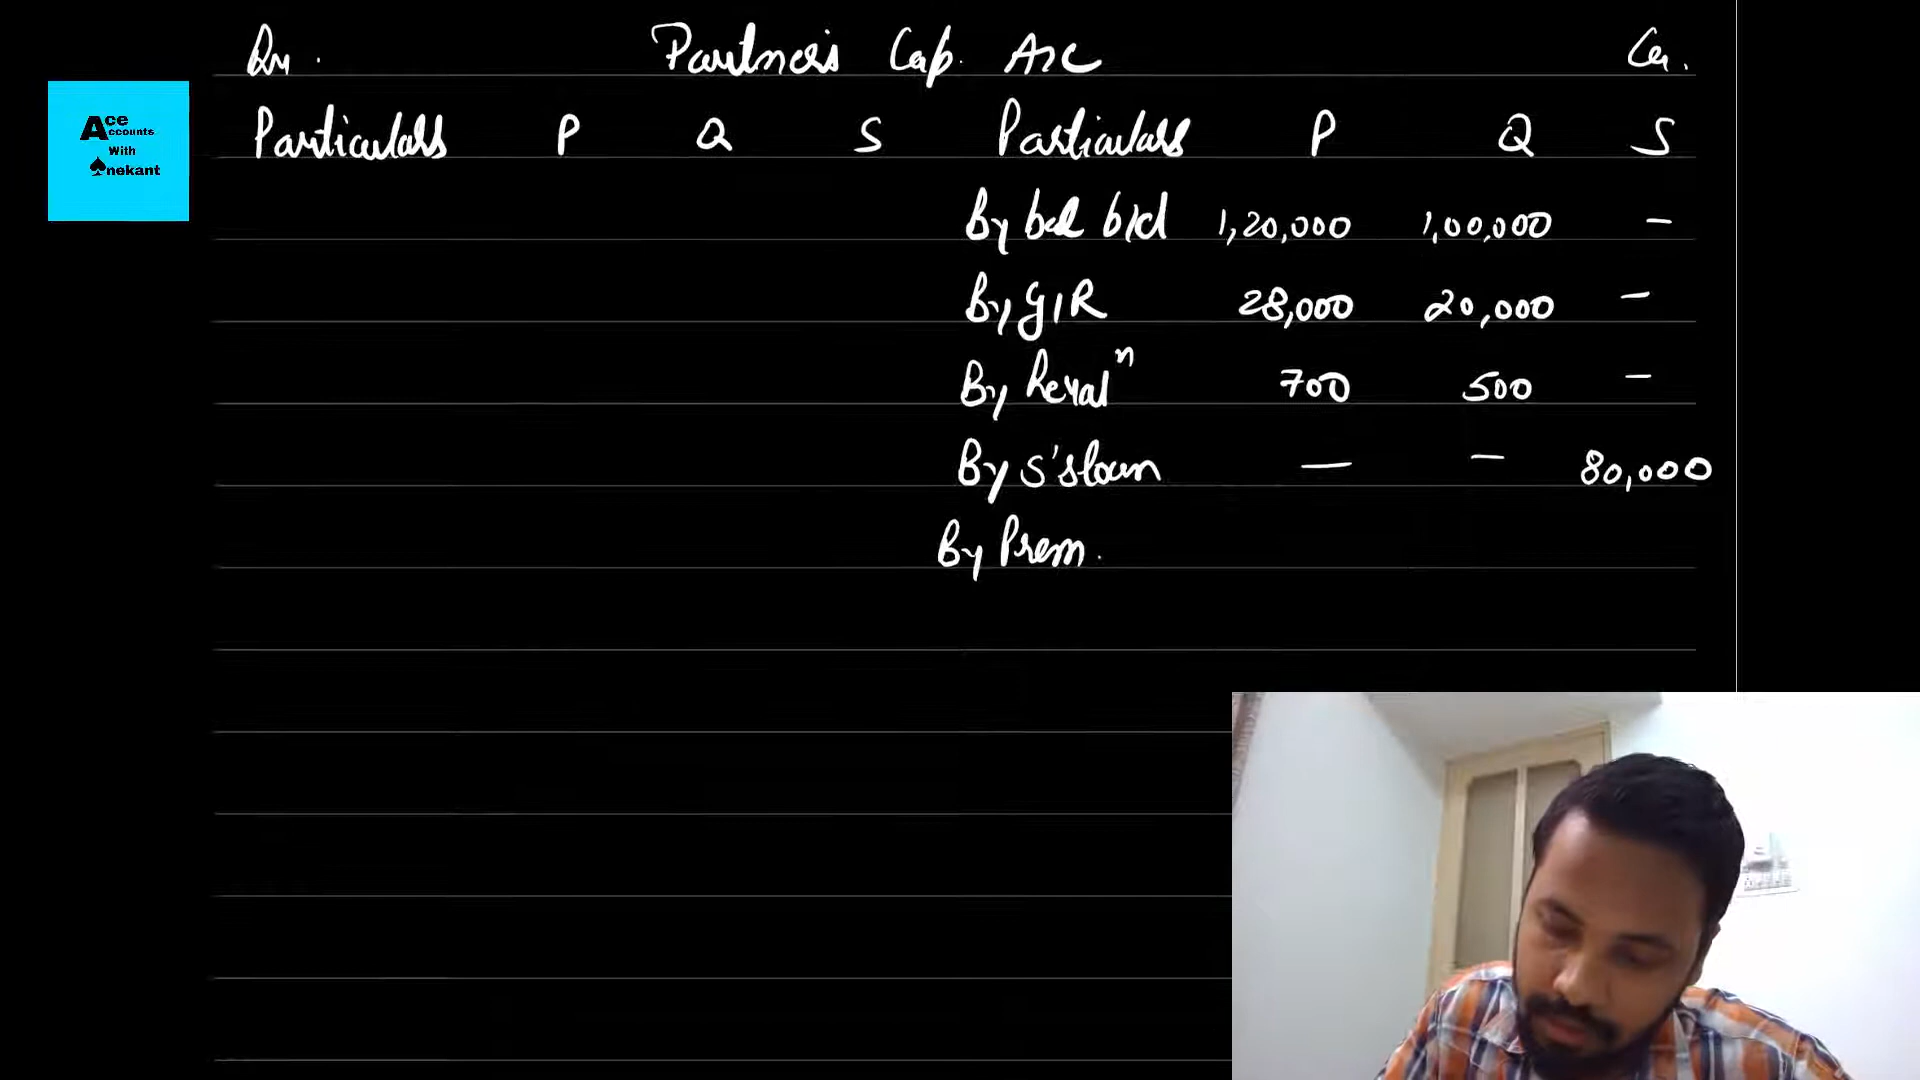 Dr. Partner's Cap. A/C Cr.
Ace
Accounts
With
Anekant
Particulars P Q S Particulars P Q S
By bal b/d 1,20,000 1,00,000 -
By G/R 28,000 20,000 -
By Reval n 700 500 -
By S's loan - - 80,000
By Prem.